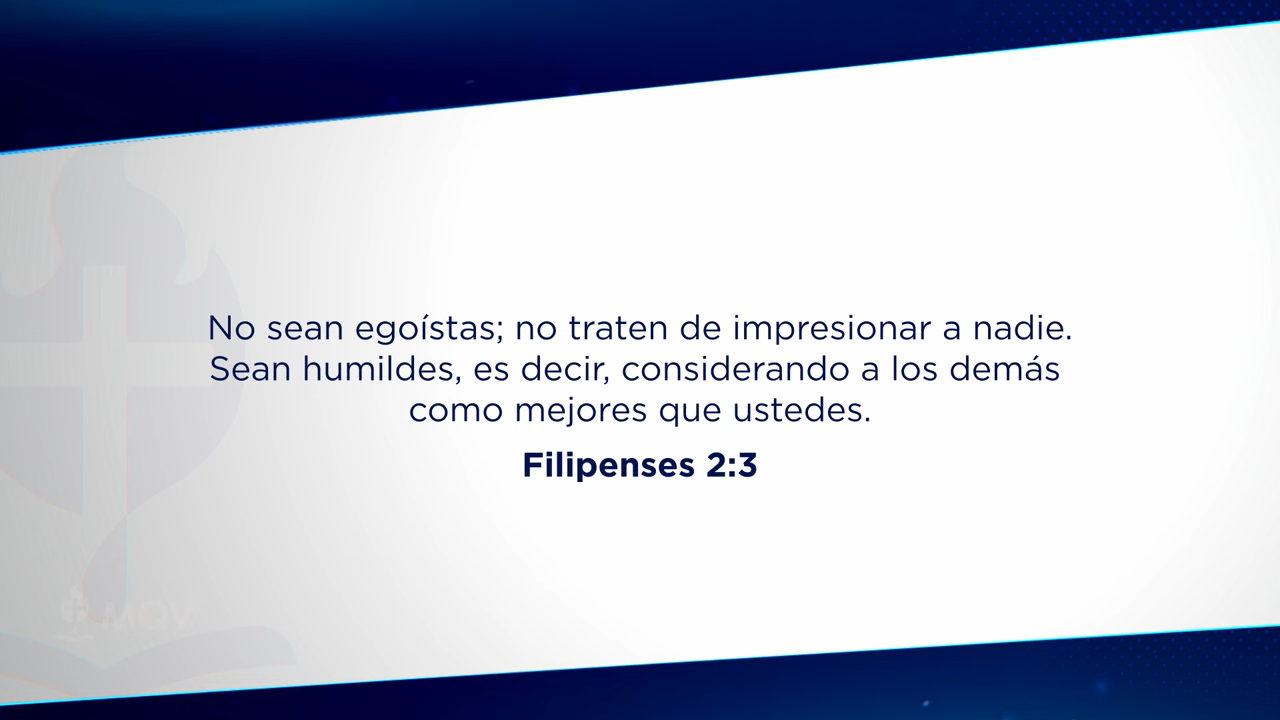 No sean egoístas; no traten de impresionar a nadie.
Sean humildes, es decir, considerando a los demás
como mejores que ustedes.
Filipenses 2:3